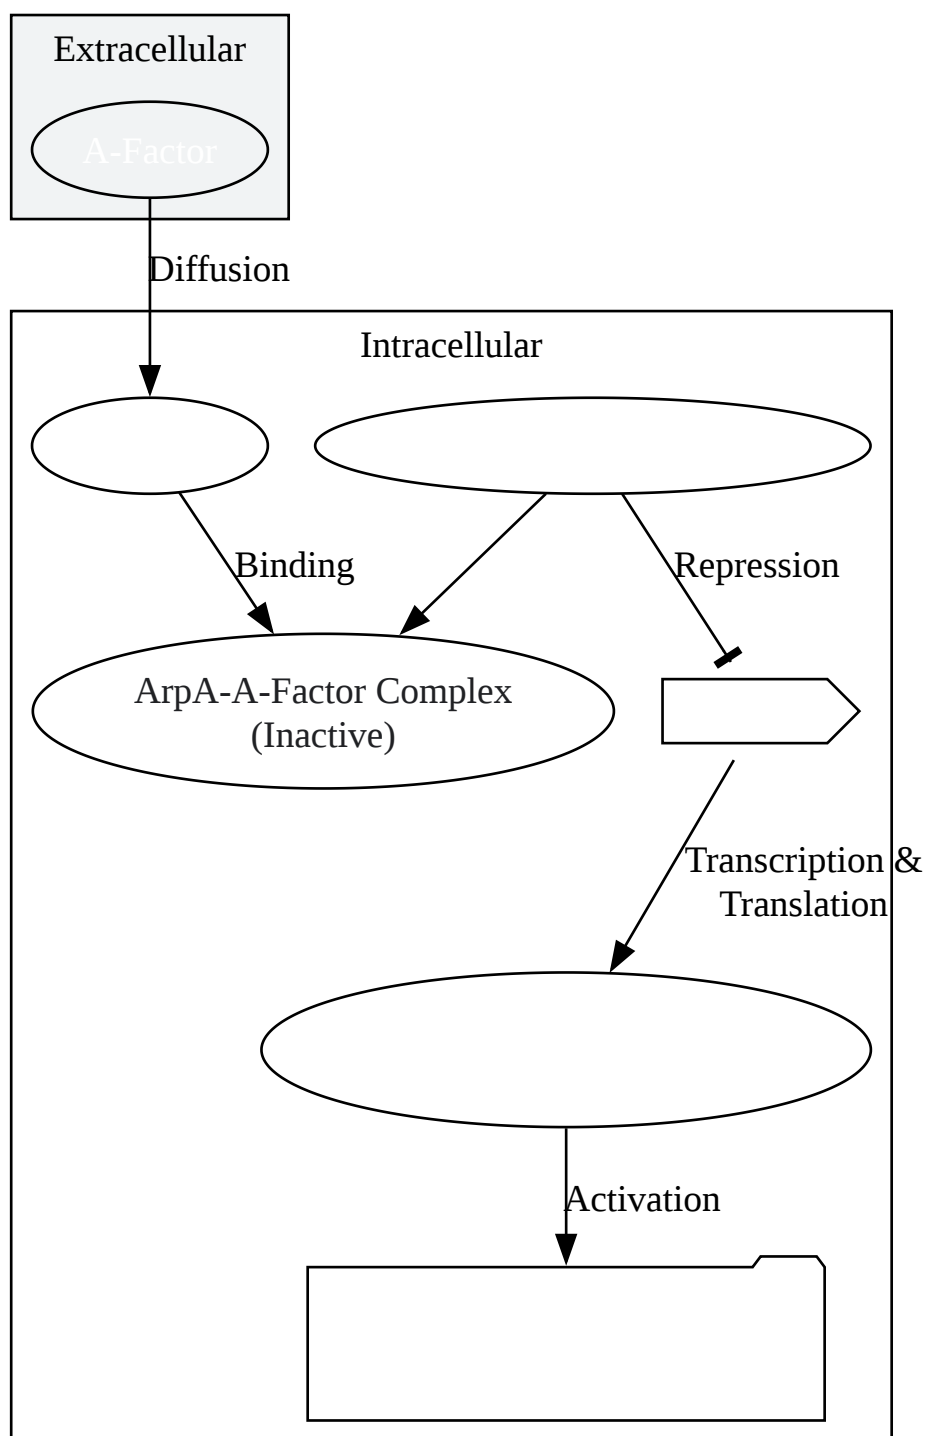 Extracellular
A-Factor
Diffusion
Intracellular
Binding
Repression
ArpA-A-Factor Complex
(Inactive)
Transcription &
Translation
Activation